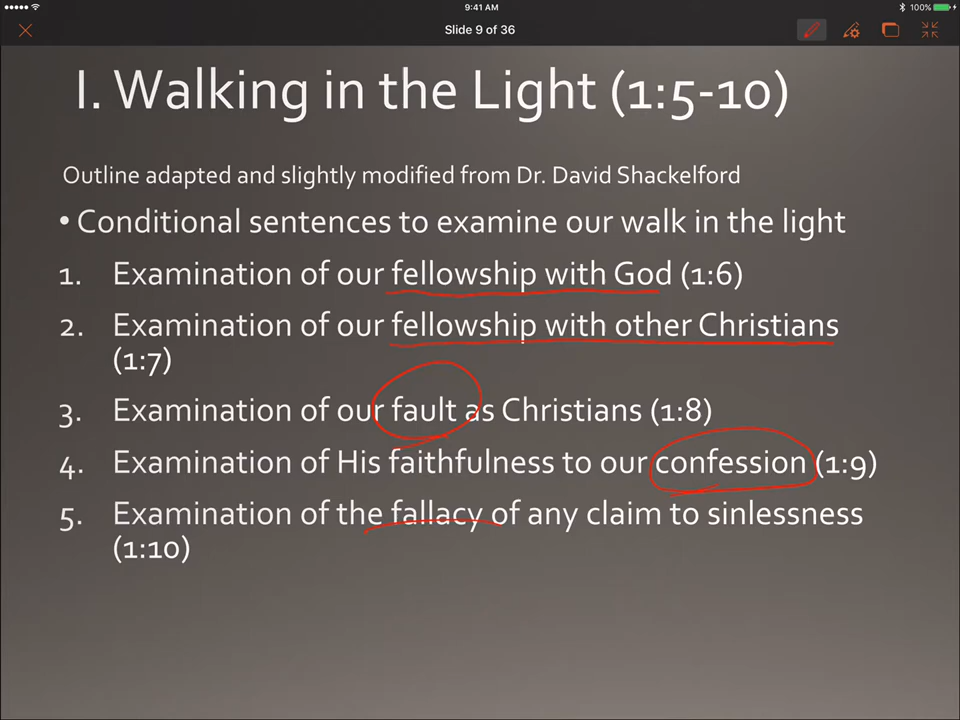 9:41 AM
100%
Slide 9 of 36
I. Walking in the Light (1:5-10)
Outline adapted and slightly modified from Dr. David Shackelford
• Conditional sentences to examine our walk in the light
1. Examination of our fellowship with God (1:6)
2. Examination of our fellowship with other Christians
(1:7)
3. Examination of our fault as Christians (1:8)
4. Examination of His faithfulness to our confession (1:9)
5. Examination of the fallacy of any claim to sinlessness
(1:10)